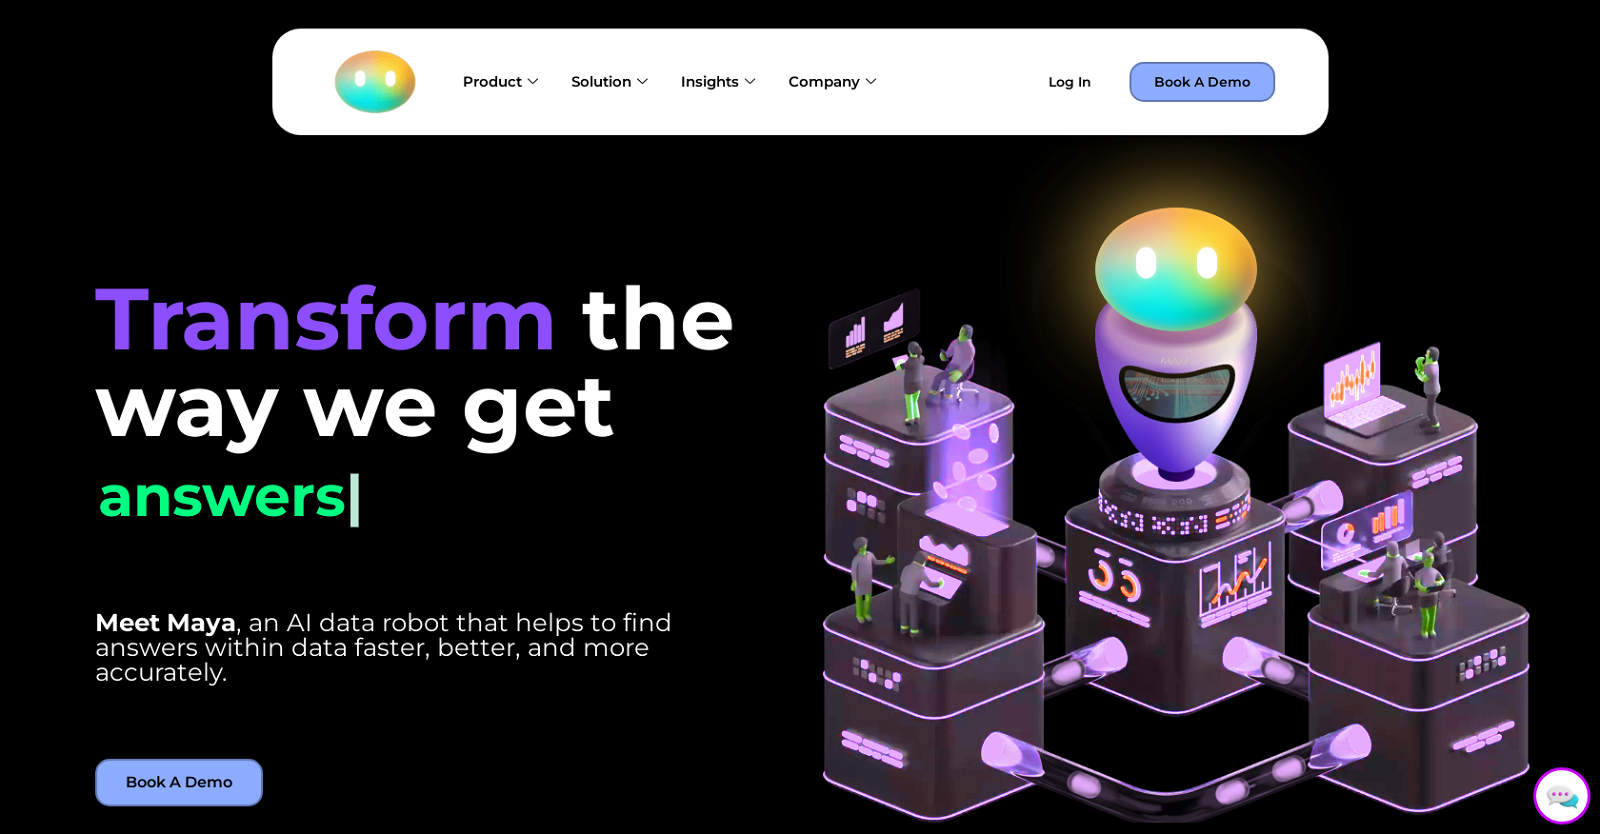 Product
Solution
Insights
Company
Log In
Book A Demo
Transform the
way we get
answers
Meet Maya, an AI data robot that helps to find
answers within data faster, better, and more
accurately.
Book A Demo